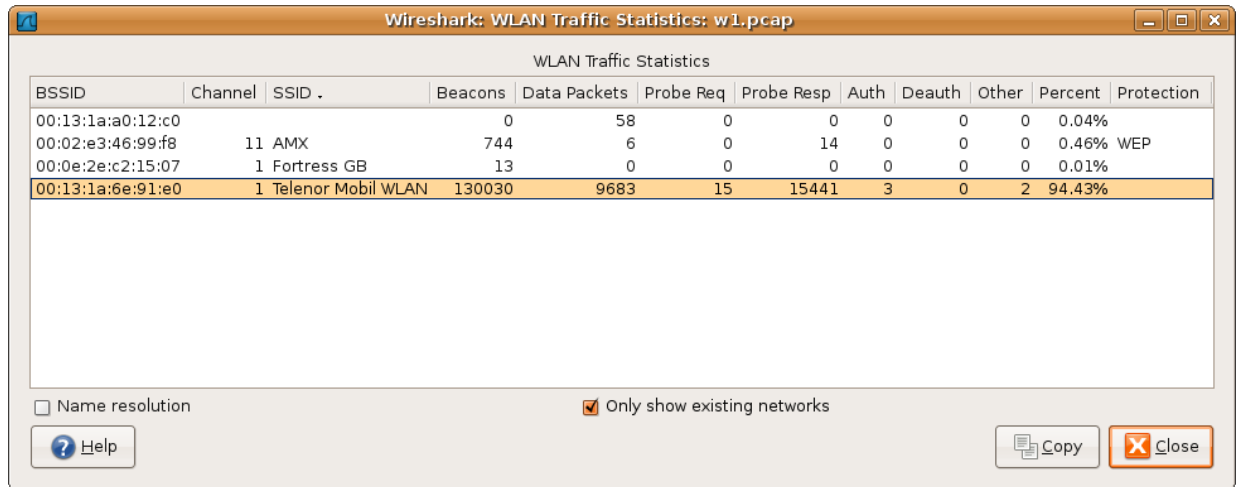 Wireshark: WLAN Traffic Statistics: w1.pcap
WLAN Traffic Statistics
BSSID Channel SSID Beacons Data Packets Probe Req Probe Resp Auth Deauth Other Percent Protection
00:13:1a:a0:12:c0 0 58 0 0 0 0 0 0.04%
00:02:e3:46:99:f8 11 AMX 744 6 0 14 0 0 0 0.46% WEP
00:0e:2e:c2:15:07 1 Fortress GB 13 0 0 0 0 0 0 0.01%
00:13:1a:6e:91:e0 1 Telenor Mobil WLAN 130030 9683 15 15441 3 0 2 94.43%
Name resolution Only show existing networks
Help Copy Close